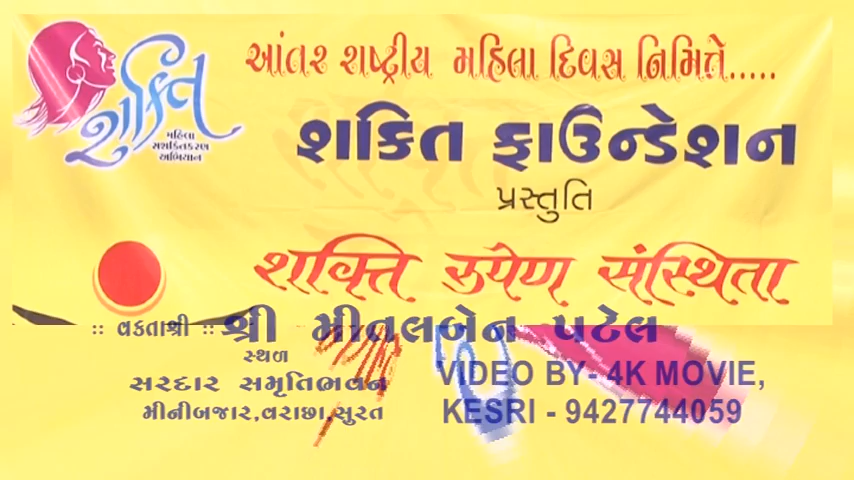 શક્તિ
મહિલા
સશક્તિકરણ
અભિયાન
આંતર રાષ્ટ્રીય મહિલા દિવસ નિમિત્તે.....
શકિત ફાઉન્ડેશન
પ્રસ્તુતિ
શક્તિ રુપેણ સંસ્થિતા
:: વકતાશ્રી :: શ્રી મીતલબેન પટેલ
સ્થળ
સરદાર સમૃતિભવન
મીનીબજાર,વરાછા,સુરત
VIDEO BY- 4K MOVIE,
KESRI - 9427744059